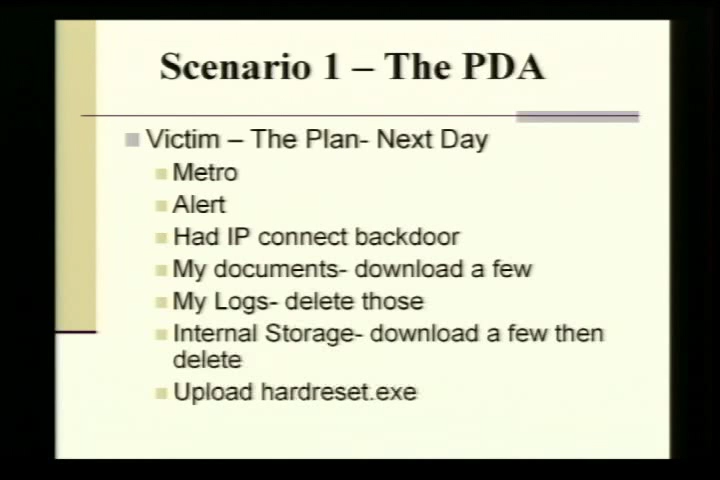 Scenario 1 – The PDA
Victim – The Plan- Next Day
Metro
Alert
Had IP connect backdoor
My documents- download a few
My Logs- delete those
Internal Storage- download a few then
delete
Upload hardreset.exe